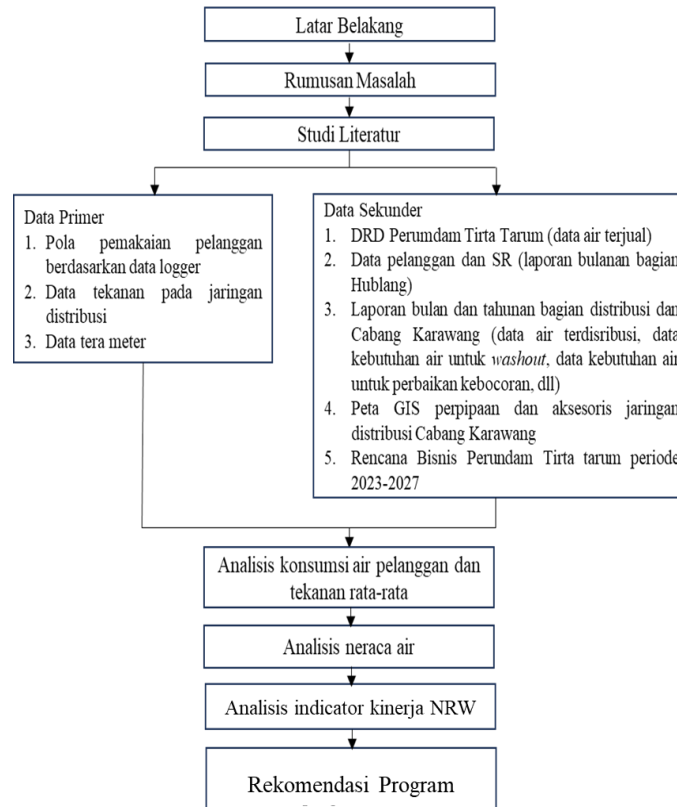 Latar Belakang
Rumusan Masalah
Studi Literatur
Data Primer
1. Pola pemakaian pelanggan
berdasarkan data logger
2. Data tekanan pada jaringan
distribusi
3. Data tera meter
Data Sekunder
1. DRD Perumdam Tirta Tarum (data air terjual)
2. Data pelanggan dan SR (laporan bulanan bagian
Hublang)
3. Laporan bulan dan tahunan bagian distribusi dan
Cabang Karawang (data air terdisribusi, data
kebutuhan air untuk washout, data kebutuhan air
untuk perbaikan kebocoran, dll)
4. Peta GIS perpipaan dan aksesoris jaringan
distribusi Cabang Karawang
5. Rencana Bisnis Perundam Tirta tarum periode
2023-2027
Analisis konsumsi air pelanggan dan
tekanan rata-rata
Analisis neraca air
Analisis indicator kinerja NRW
Rekomendasi Program